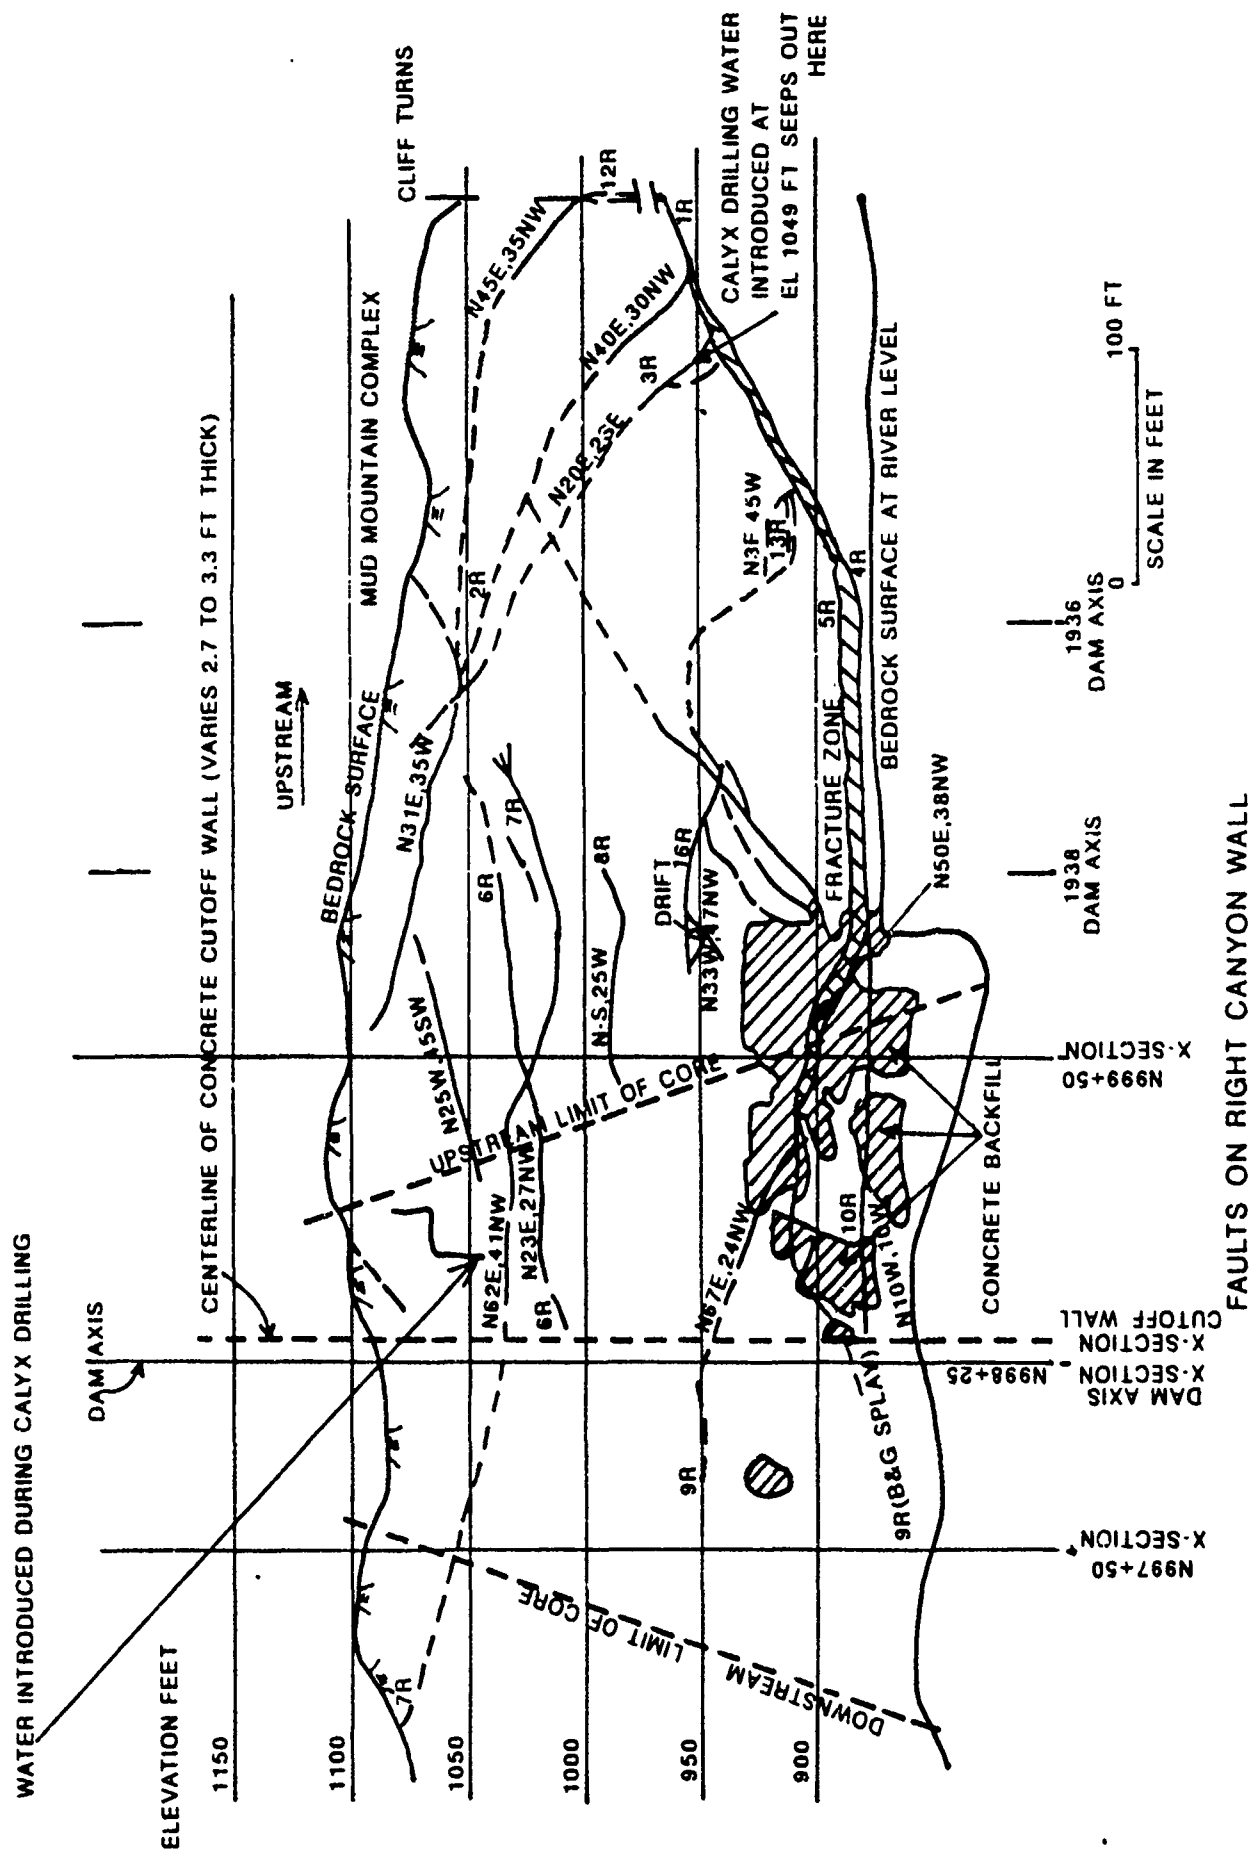 WATER INTRODUCED DURING CALYX DRILLING
ELEVATION FEET
DAM AXIS
CENTERLINE OF CONCRETE CUTOFF WALL (VARIES 2.7 TO 3.3 FT THICK)
UPSTREAM
MUD MOUNTAIN COMPLEX
CLIFF TURNS
BEDROCK SURFACE
1150
1100
1050
1000
950
900
7R
N31E,35W
N45E,35NW
12R
1R
2R
N40E,30NW
3R
N20E,2SE
CALYX DRILLING WATER
INTRODUCED AT
EL 1049 FT SEEPS OUT
HERE
N25W,45SW
UPSTREAM LIMIT OF CORE
6R
7R
8R
N-S,25W
N62E,41NW
N23E,27NW
6R
DRIFT
16R
N33W,47NW
N3F 45W
13R
5R
4R
FRACTURE ZONE
BEDROCK SURFACE AT RIVER LEVEL
N50E,38NW
N67E,24NW
9R
10R
N10W,16W
9R(B&G SPLAY)
CONCRETE BACKFILL
DOWNSTREAM
LIMIT OF CORE
N997+50
X-SECTION
N998+25
X-SECTION
DAM AXIS
X-SECTION
CUTOFF WALL
N999+50
X-SECTION
1938
DAM AXIS
1936
DAM AXIS
0
100 FT
SCALE IN FEET
FAULTS ON RIGHT CANYON WALL